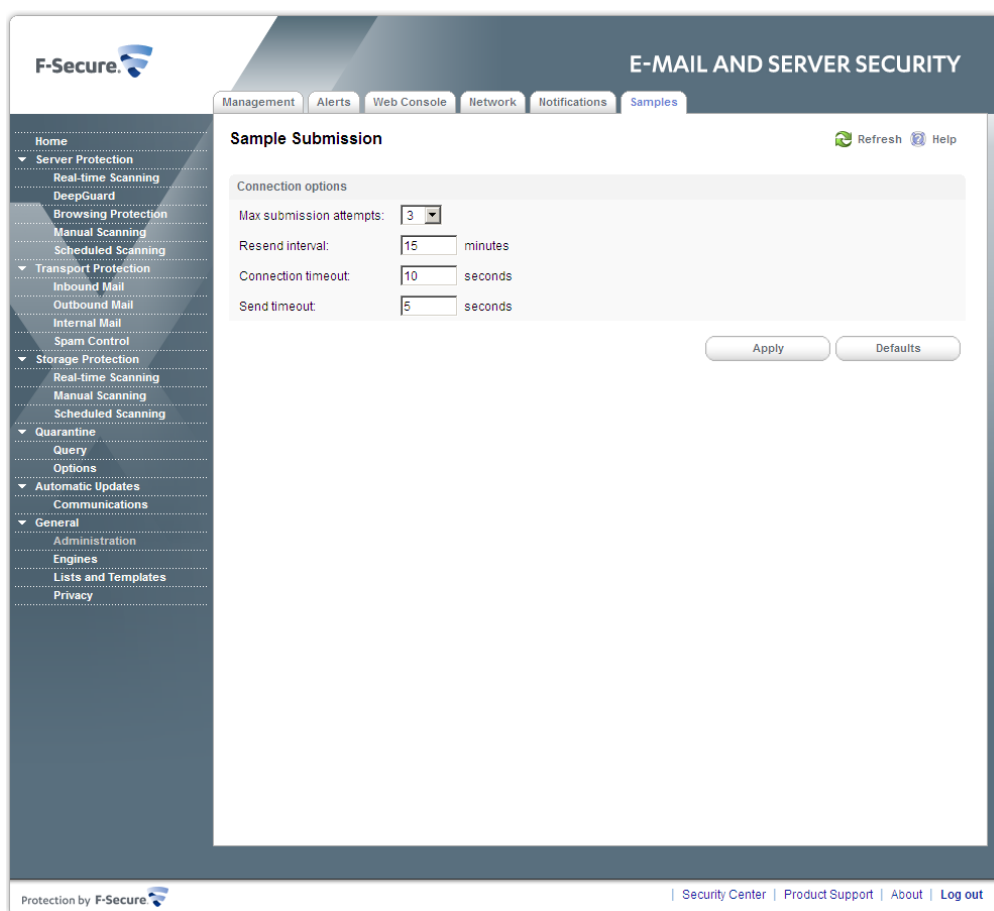 F-Secure.
E-MAIL AND SERVER SECURITY
Management Alerts Web Console Network Notifications Samples
Home
Server Protection
Real-time Scanning
DeepGuard
Browsing Protection
Manual Scanning
Scheduled Scanning
Transport Protection
Inbound Mail
Outbound Mail
Internal Mail
Spam Control
Storage Protection
Real-time Scanning
Manual Scanning
Scheduled Scanning
Quarantine
Query
Options
Automatic Updates
Communications
General
Administration
Engines
Lists and Templates
Privacy
Sample Submission
Refresh ? Help
Connection options
Max submission attempts: 3
Resend interval: 15 minutes
Connection timeout: 10 seconds
Send timeout: 5 seconds
Apply Defaults
Protection by F-Secure.
| Security Center | Product Support | About | Log out